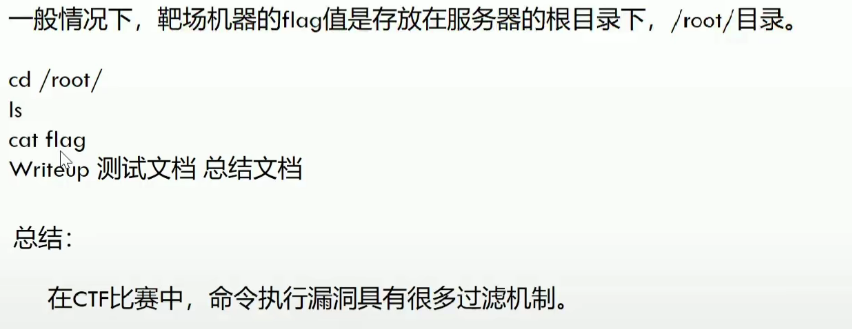 一般情况下，靶场机器的flag值是存放在服务器的根目录下，/root/目录。
cd /root/
ls
cat flag
Writeup 测试文档 总结文档
总结：
在CTF比赛中，命令执行漏洞具有很多过滤机制。